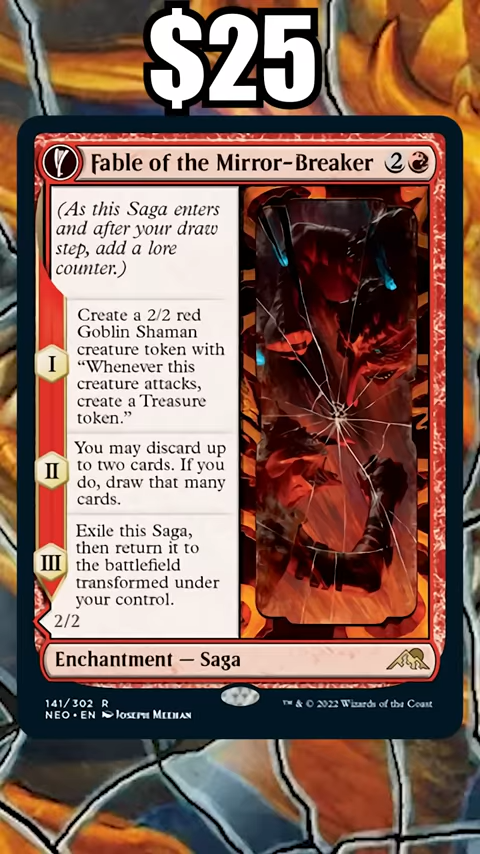 $25
Fable of the Mirror-Breaker 2
(As this Saga enters
and after your draw
step, add a lore
counter.)
I
Create a 2/2 red
Goblin Shaman
creature token with
“Whenever this
creature attacks,
create a Treasure
token.”
II
You may discard up
to two cards. If you
do, draw that many
cards.
III
Exile this Saga,
then return it to
the battlefield
transformed under
your control.
2/2
Enchantment — Saga
141/302 R
NEO • EN Joseph Meehan
™ & © 2022 Wizards of the Coast